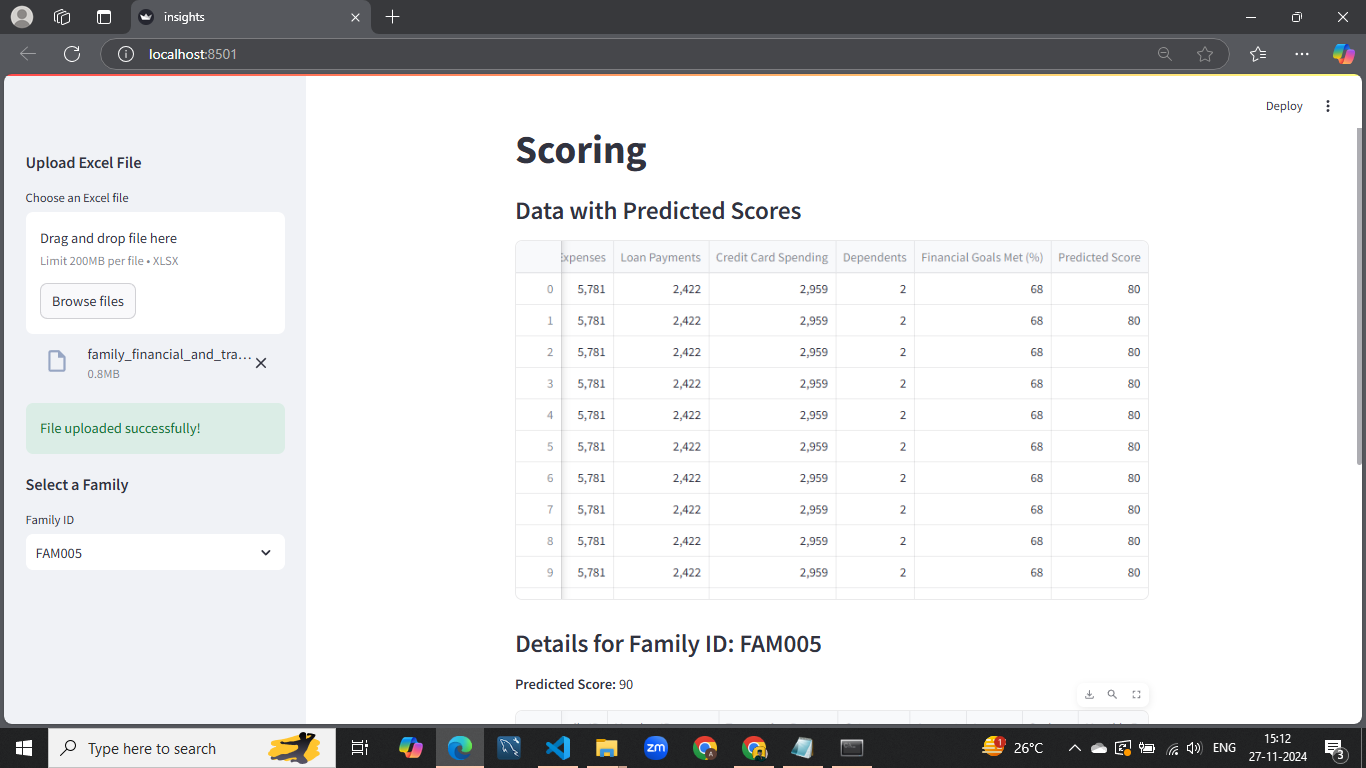 insights
localhost:8501
Deploy
Upload Excel File
Choose an Excel file
Drag and drop file here
Limit 200MB per file • XLSX
Browse files
family_financial_and_tra...
0.8MB
File uploaded successfully!
Select a Family
Family ID
FAM005
Scoring
Data with Predicted Scores
Expenses Loan Payments Credit Card Spending Dependents Financial Goals Met (%) Predicted Score
0 5,781 2,422 2,959 2 68 80
1 5,781 2,422 2,959 2 68 80
2 5,781 2,422 2,959 2 68 80
3 5,781 2,422 2,959 2 68 80
4 5,781 2,422 2,959 2 68 80
5 5,781 2,422 2,959 2 68 80
6 5,781 2,422 2,959 2 68 80
7 5,781 2,422 2,959 2 68 80
8 5,781 2,422 2,959 2 68 80
9 5,781 2,422 2,959 2 68 80
Details for Family ID: FAM005
Predicted Score: 90
Type here to search
zm
1
26°C
ENG
15:12
27-11-2024
3